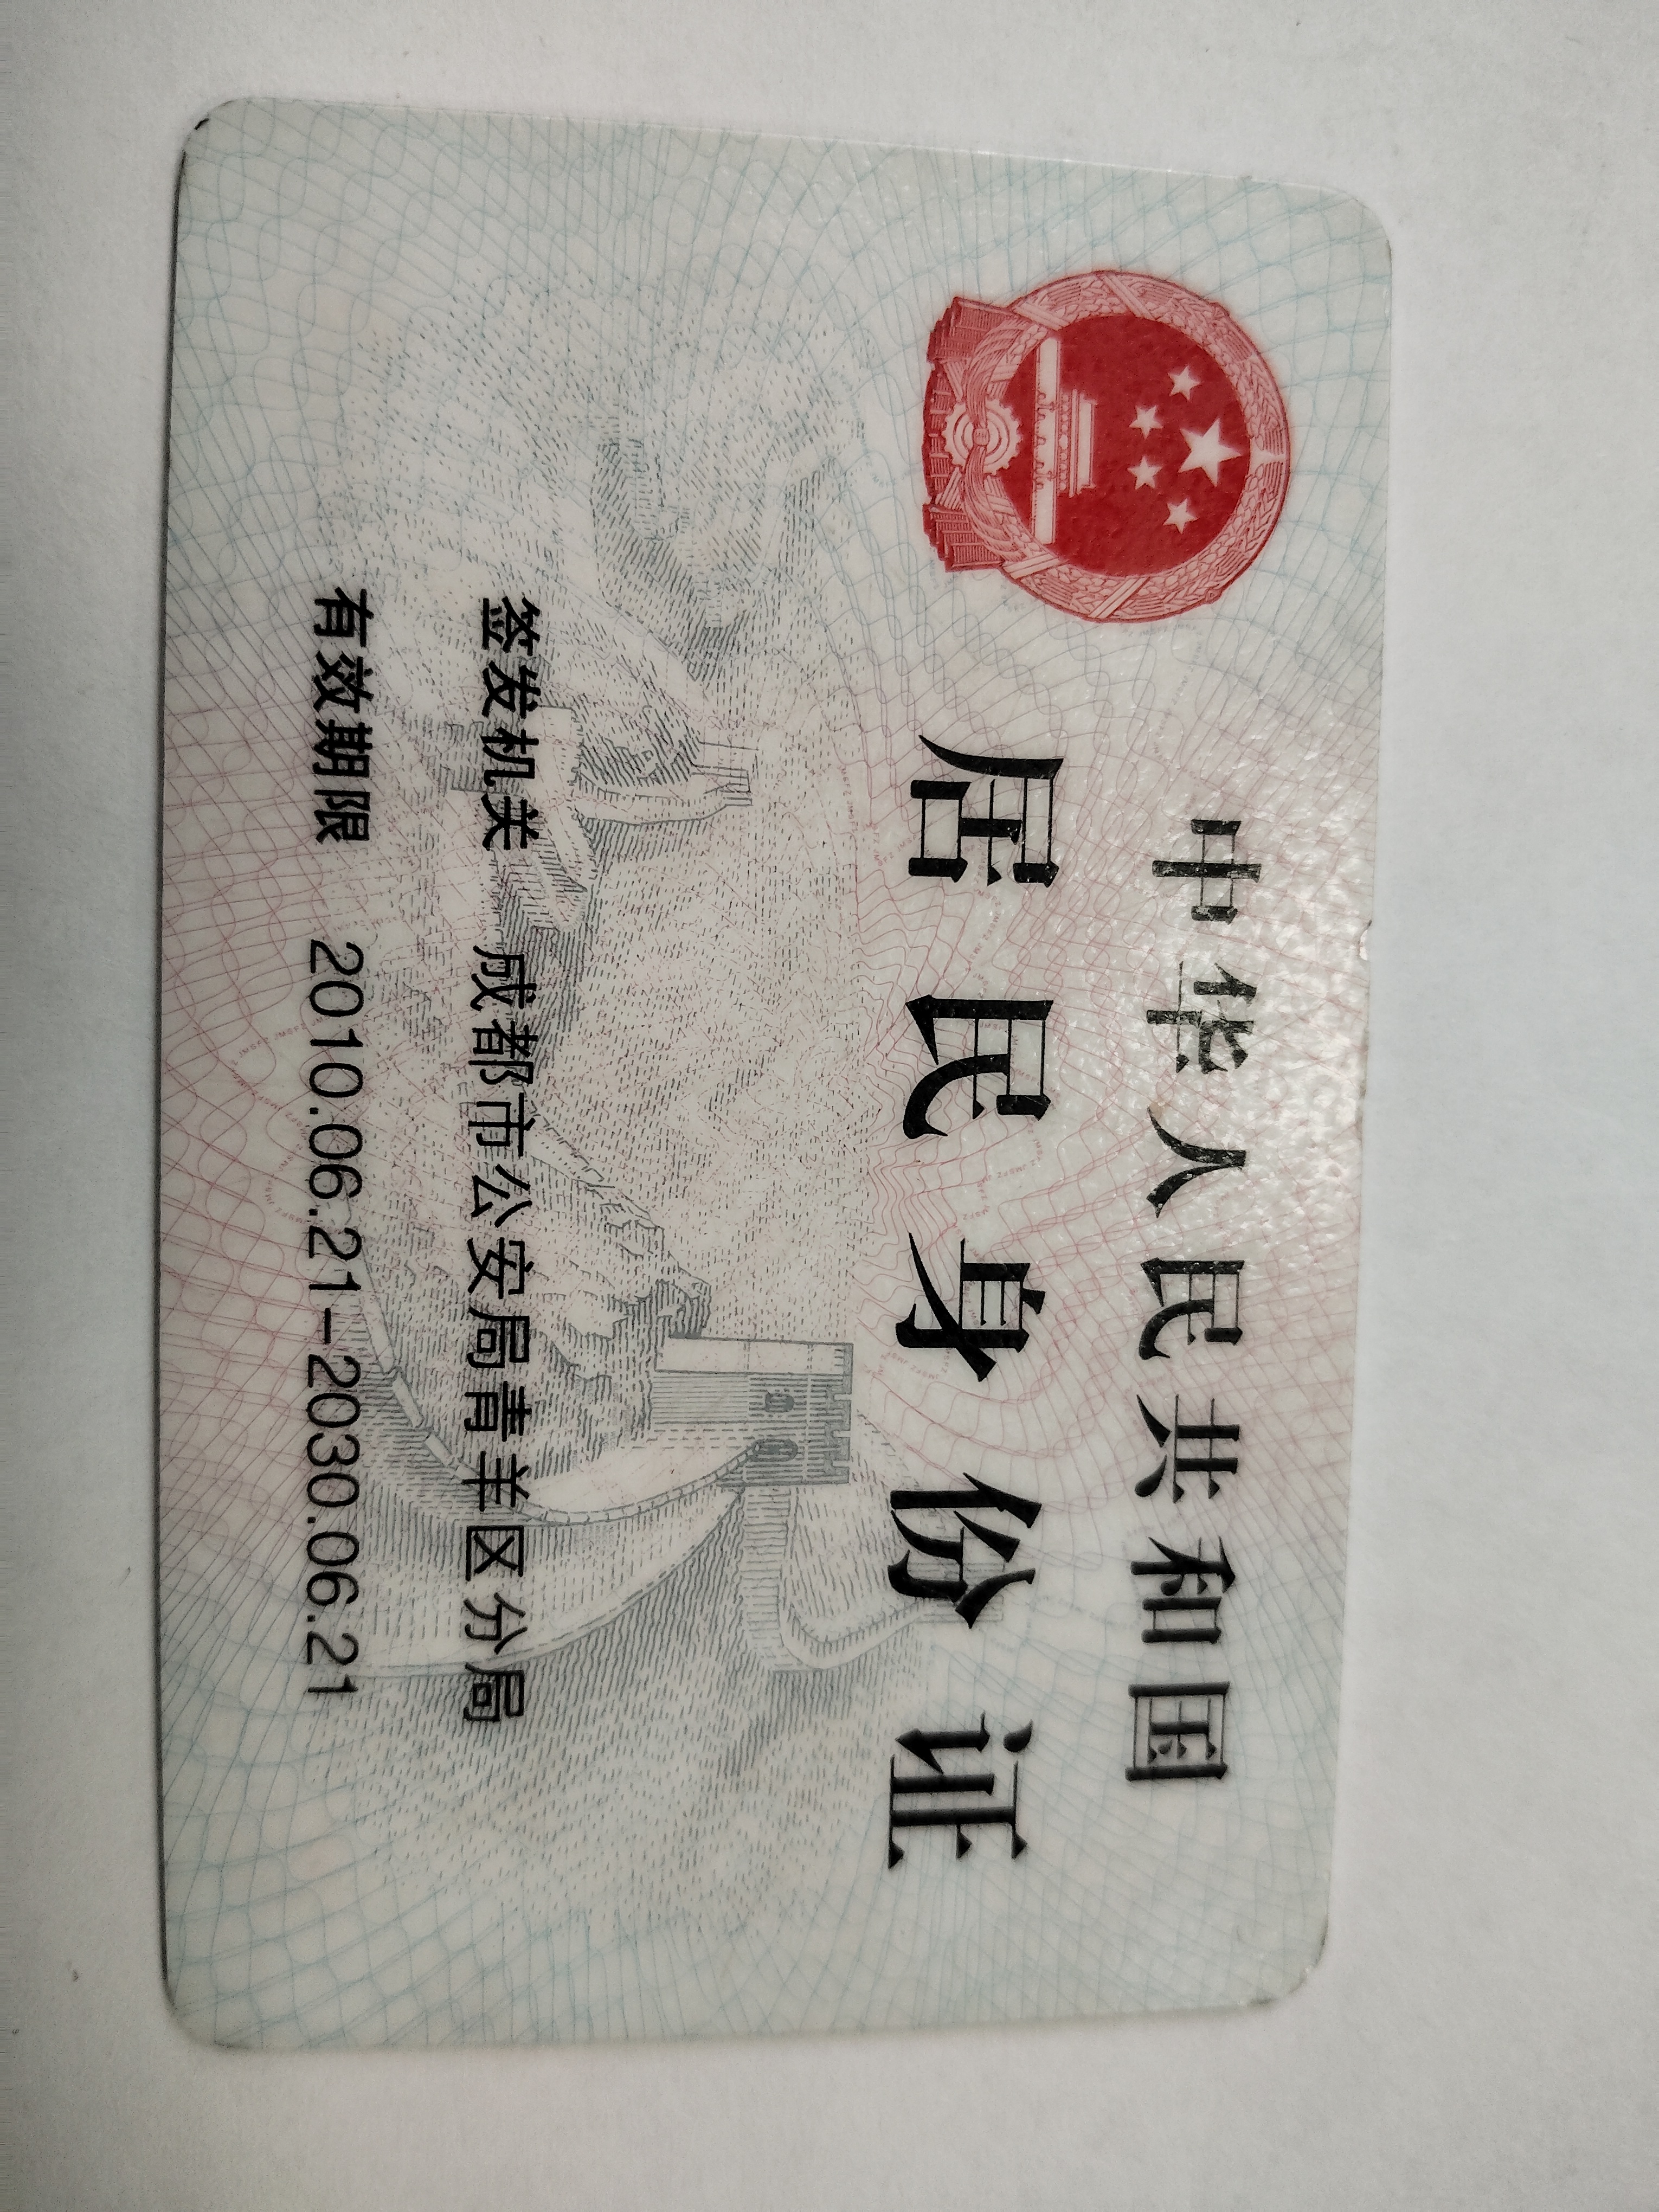 中华人民共和国
居民身份证
签发机关 成都市公安局青羊区分局
有效期限 2010.06.21-2030.06.21